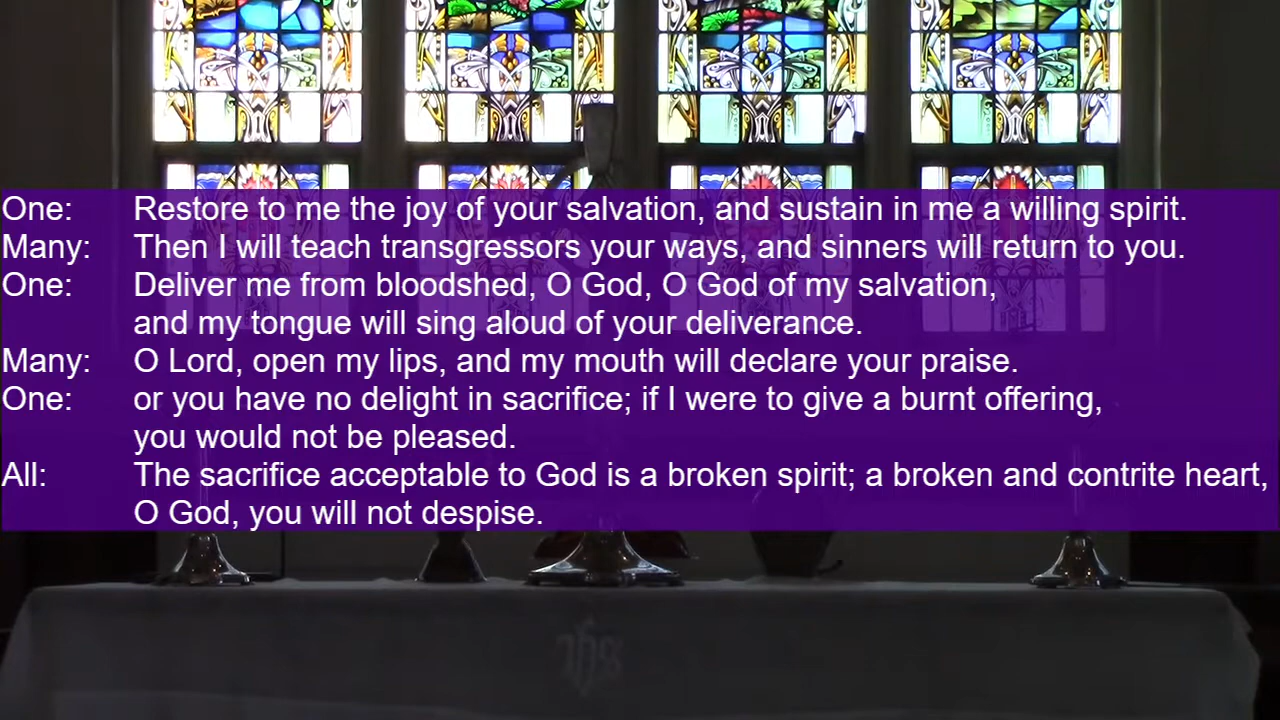 One: Restore to me the joy of your salvation, and sustain in me a willing spirit.
Many: Then I will teach transgressors your ways, and sinners will return to you.
One: Deliver me from bloodshed, O God, O God of my salvation,
and my tongue will sing aloud of your deliverance.
Many: O Lord, open my lips, and my mouth will declare your praise.
One: or you have no delight in sacrifice; if I were to give a burnt offering,
you would not be pleased.
All: The sacrifice acceptable to God is a broken spirit; a broken and contrite heart,
O God, you will not despise.
ihs